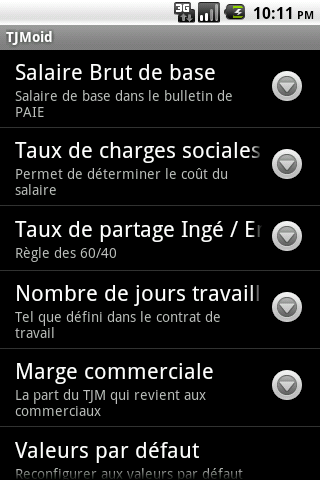 3G 10:11 PM
TJMoid
Salaire Brut de base
Salaire de base dans le bulletin de
PAIE
Taux de charges sociales
Permet de déterminer le coût du
salaire
Taux de partage Ingé / En
Règle des 60/40
Nombre de jours travaill
Tel que défini dans le contrat de
travail
Marge commerciale
La part du TJM qui revient aux
commerciaux
Valeurs par défaut
Reconfigurer aux valeurs par défaut